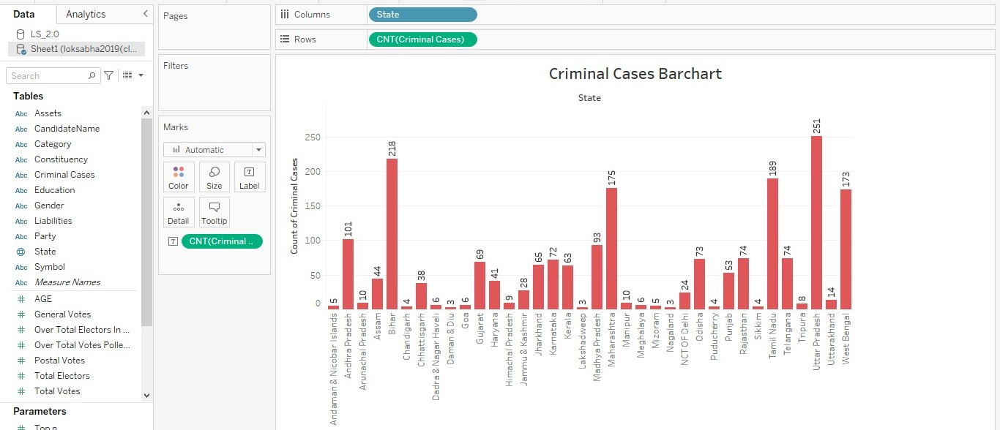 Data
Analytics
LS_2.0
Sheet1 (loksabha2019(cl...
Search
Tables
Abc Assets
Abc CandidateName
Abc Category
Abc Constituency
Abc Criminal Cases
Abc Education
Abc Gender
Abc Liabilities
Abc Party
State
Abc Symbol
Abc Measure Names
# AGE
# General Votes
# Over Total Electors In ...
# Over Total Votes Polle...
# Postal Votes
# Total Electors
# Total Votes
Parameters
# Top n
Pages
Filters
Marks
Automatic
Color
Size
T
Label
Detail
Tooltip
T CNT(Criminal ..
Columns
State
Rows
CNT(Criminal Cases)
Criminal Cases Barchart
State
Count of Criminal Cases
250
200
150
100
50
0
5
101
10
44
218
4
38
6
3
6
69
41
9
28
65
72
63
3
93
175
10
6
5
3
24
73
4
53
74
4
189
74
8
251
14
173
Andaman & Nicobar Islands
Andhra Pradesh
Arunachal Pradesh
Assam
Bihar
Chandigarh
Chhattisgarh
Dadra & Nagar Haveli
Daman & Diu
Goa
Gujarat
Haryana
Himachal Pradesh
Jammu & Kashmir
Jharkhand
Karnataka
Kerala
Lakshadweep
Madhya Pradesh
Maharashtra
Manipur
Meghalaya
Mizoram
Nagaland
NCT OF Delhi
Odisha
Puducherry
Punjab
Rajasthan
Sikkim
Tamil Nadu
Telangana
Tripura
Uttar Pradesh
Uttarakhand
West Bengal